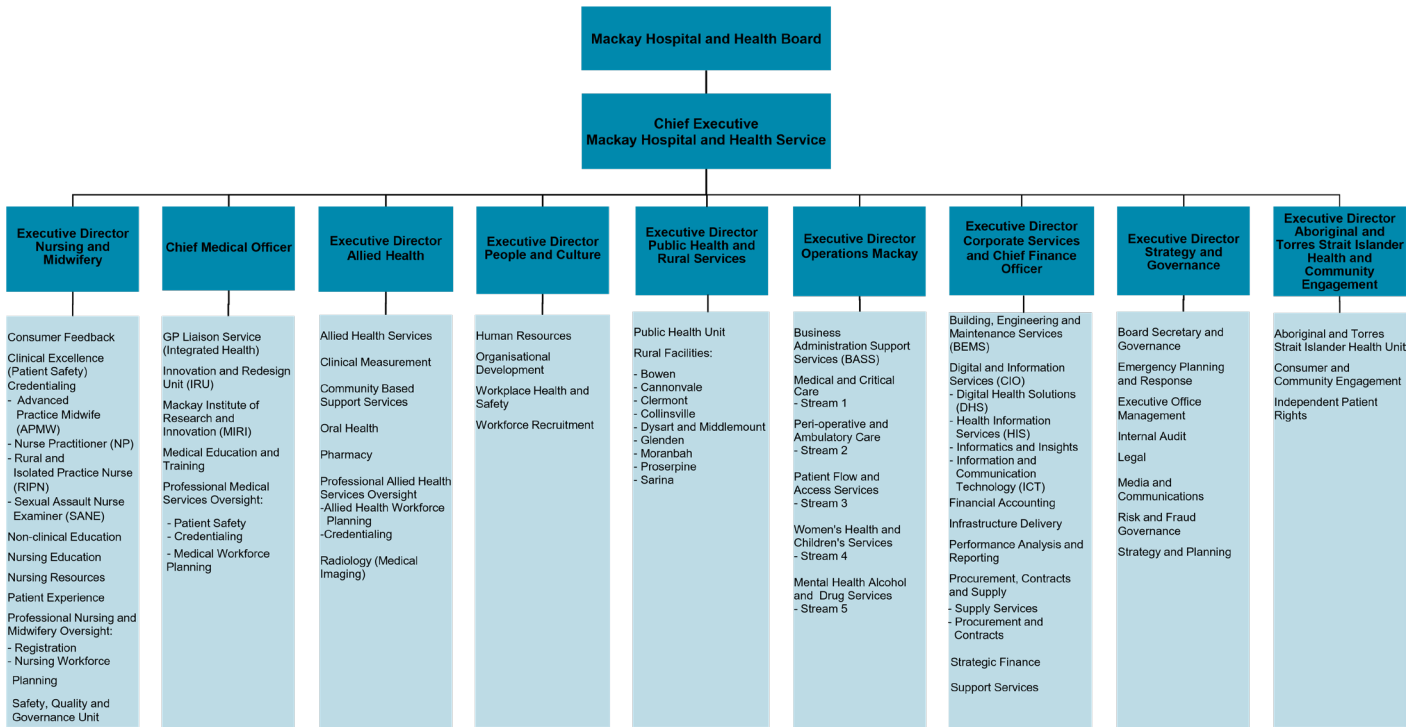 Mackay Hospital and Health Board
Chief Executive
Mackay Hospital and Health Service
Executive Director
Nursing and
Midwifery
Consumer Feedback
Clinical Excellence
(Patient Safety)
Credentialing
- Advanced
Practice Midwife
(APMW)
- Nurse Practitioner (NP)
- Rural and
Isolated Practice Nurse
(RIPN)
- Sexual Assault Nurse
Examiner (SANE)
Non-clinical Education
Nursing Education
Nursing Resources
Patient Experience
Professional Nursing and
Midwifery Oversight:
- Registration
- Nursing Workforce
Planning
Safety, Quality and
Governance Unit
Chief Medical Officer
GP Liaison Service
(Integrated Health)
Innovation and Redesign
Unit (IRU)
Mackay Institute of
Research and
Innovation (MIRI)
Medical Education and
Training
Professional Medical
Services Oversight:
- Patient Safety
- Credentialing
- Medical Workforce
Planning
Executive Director
Allied Health
Allied Health Services
Clinical Measurement
Community Based
Support Services
Oral Health
Pharmacy
Professional Allied Health
Services Oversight
-Allied Health Workforce
Planning
-Credentialing
Radiology (Medical
Imaging)
Executive Director
People and Culture
Human Resources
Organisational
Development
Workplace Health and
Safety
Workforce Recruitment
Executive Director
Public Health and
Rural Services
Public Health Unit
Rural Facilities:
- Bowen
- Cannonvale
- Clermont
- Collinsville
- Dysart and Middlemount
- Glenden
- Moranbah
- Proserpine
- Sarina
Executive Director
Operations Mackay
Business
Administration Support
Services (BASS)
Medical and Critical
Care
- Stream 1
Peri-operative and
Ambulatory Care
- Stream 2
Patient Flow and
Access Services
- Stream 3
Women's Health and
Children's Services
- Stream 4
Mental Health Alcohol
and Drug Services
- Stream 5
Executive Director
Corporate Services
and Chief Finance
Officer
Building, Engineering and
Maintenance Services
(BEMS)
Digital and Information
Services (CIO)
- Digital Health Solutions
(DHS)
- Health Information
Services (HIS)
- Informatics and Insights
- Information and
Communication
Technology (ICT)
Financial Accounting
Infrastructure Delivery
Performance Analysis and
Reporting
Procurement, Contracts
and Supply
- Supply Services
- Procurement and
Contracts
Strategic Finance
Support Services
Executive Director
Strategy and
Governance
Board Secretary and
Governance
Emergency Planning
and Response
Executive Office
Management
Internal Audit
Legal
Media and
Communications
Risk and Fraud
Governance
Strategy and Planning
Executive Director
Aboriginal and
Torres Strait Islander
Health and
Community
Engagement
Aboriginal and Torres
Strait Islander Health Unit
Consumer and
Community Engagement
Independent Patient
Rights